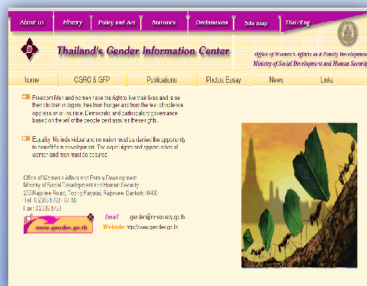 About us History Policy and Act Statistics Declarations Site map Thai/Eng
Thailand's Gender Information Center
Office of Women's Affairs and Family Development
Ministry of Social Development and Human Security
Home CGRO & GFP Publications Photos Essay News Links
Freedom Men and women have the right to live their lives and raise
their children in dignity, free from hunger and from the fear of violence
oppression or injustice. Democratic and participatory governance
based on the will of the people best assures these rights.
Equality. No individual and no nation must be denied the opportunity
to benefit from development. The equal rights and opportunities of
women and men must be assured.
Office of Women's Affairs and Family Development
Ministry of Social Development and Human Security
Road, Rajtevee, Bangkok 10400
Tel
Fax
Email
www.gender.go.th
Website http://www.gender.go.th